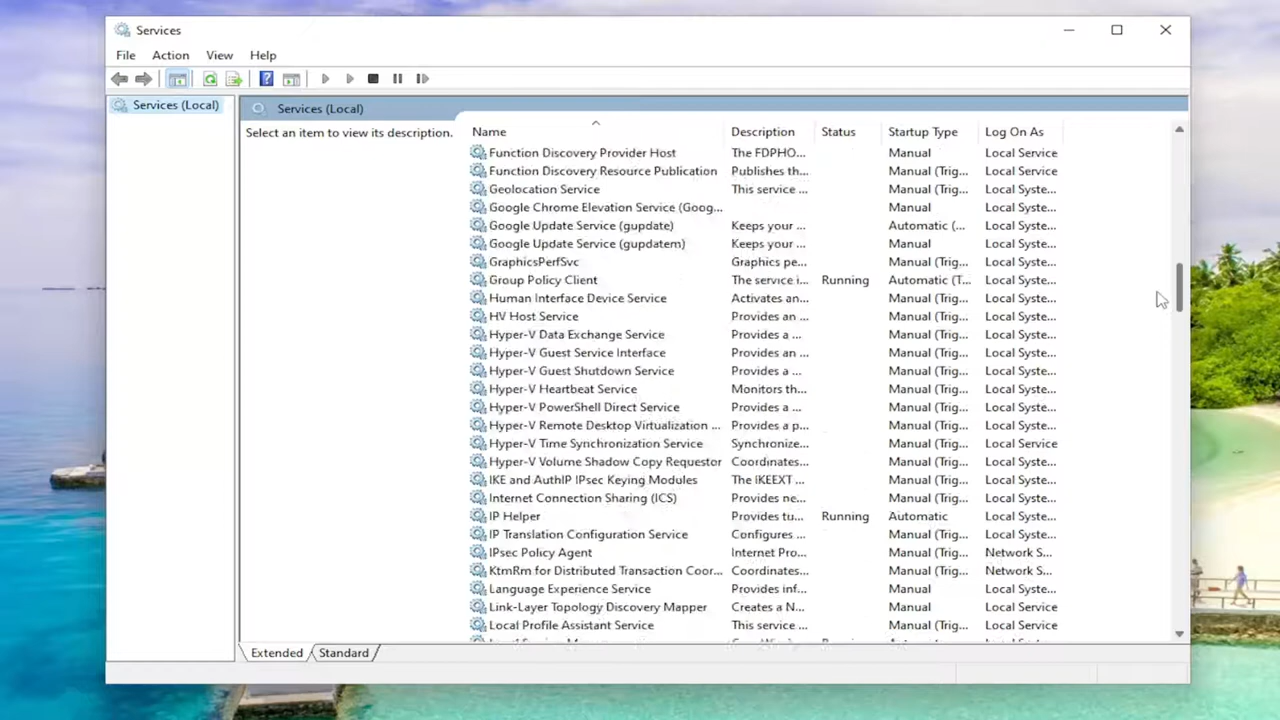 Services
File Action View Help
Services (Local)
Services (Local)
Select an item to view its description.
Name Description Status Startup Type Log On As
Function Discovery Provider Host The FDPHO... Manual Local Service
Function Discovery Resource Publication Publishes th... Manual (Trig... Local Service
Geolocation Service This service ... Manual (Trig... Local Syste...
Google Chrome Elevation Service (Goog... Manual Local Syste...
Google Update Service (gupdate) Keeps your ... Automatic (... Local Syste...
Google Update Service (gupdatem) Keeps your ... Manual Local Syste...
GraphicsPerfSvc Graphics pe... Manual (Trig... Local Syste...
Group Policy Client The service i... Running Automatic (T... Local Syste...
Human Interface Device Service Activates an... Manual (Trig... Local Syste...
HV Host Service Provides an ... Manual (Trig... Local Syste...
Hyper-V Data Exchange Service Provides a ... Manual (Trig... Local Syste...
Hyper-V Guest Service Interface Provides an ... Manual (Trig... Local Syste...
Hyper-V Guest Shutdown Service Provides a ... Manual (Trig... Local Syste...
Hyper-V Heartbeat Service Monitors th... Manual (Trig... Local Syste...
Hyper-V PowerShell Direct Service Provides a ... Manual (Trig... Local Syste...
Hyper-V Remote Desktop Virtualization ... Provides a p... Manual (Trig... Local Syste...
Hyper-V Time Synchronization Service Synchronize... Manual (Trig... Local Service
Hyper-V Volume Shadow Copy Requestor Coordinates... Manual (Trig... Local Syste...
IKE and AuthIP IPsec Keying Modules The IKEEXT ... Manual (Trig... Local Syste...
Internet Connection Sharing (ICS) Provides ne... Manual (Trig... Local Syste...
IP Helper Provides tu... Running Automatic Local Syste...
IP Translation Configuration Service Configures ... Manual (Trig... Local Syste...
IPsec Policy Agent Internet Pro... Manual (Trig... Network S...
KtmRm for Distributed Transaction Coor... Coordinates... Manual (Trig... Network S...
Language Experience Service Provides inf... Manual Local Syste...
Link-Layer Topology Discovery Mapper Creates a N... Manual Local Service
Local Profile Assistant Service This service ... Manual (Trig... Local Service
Extended Standard